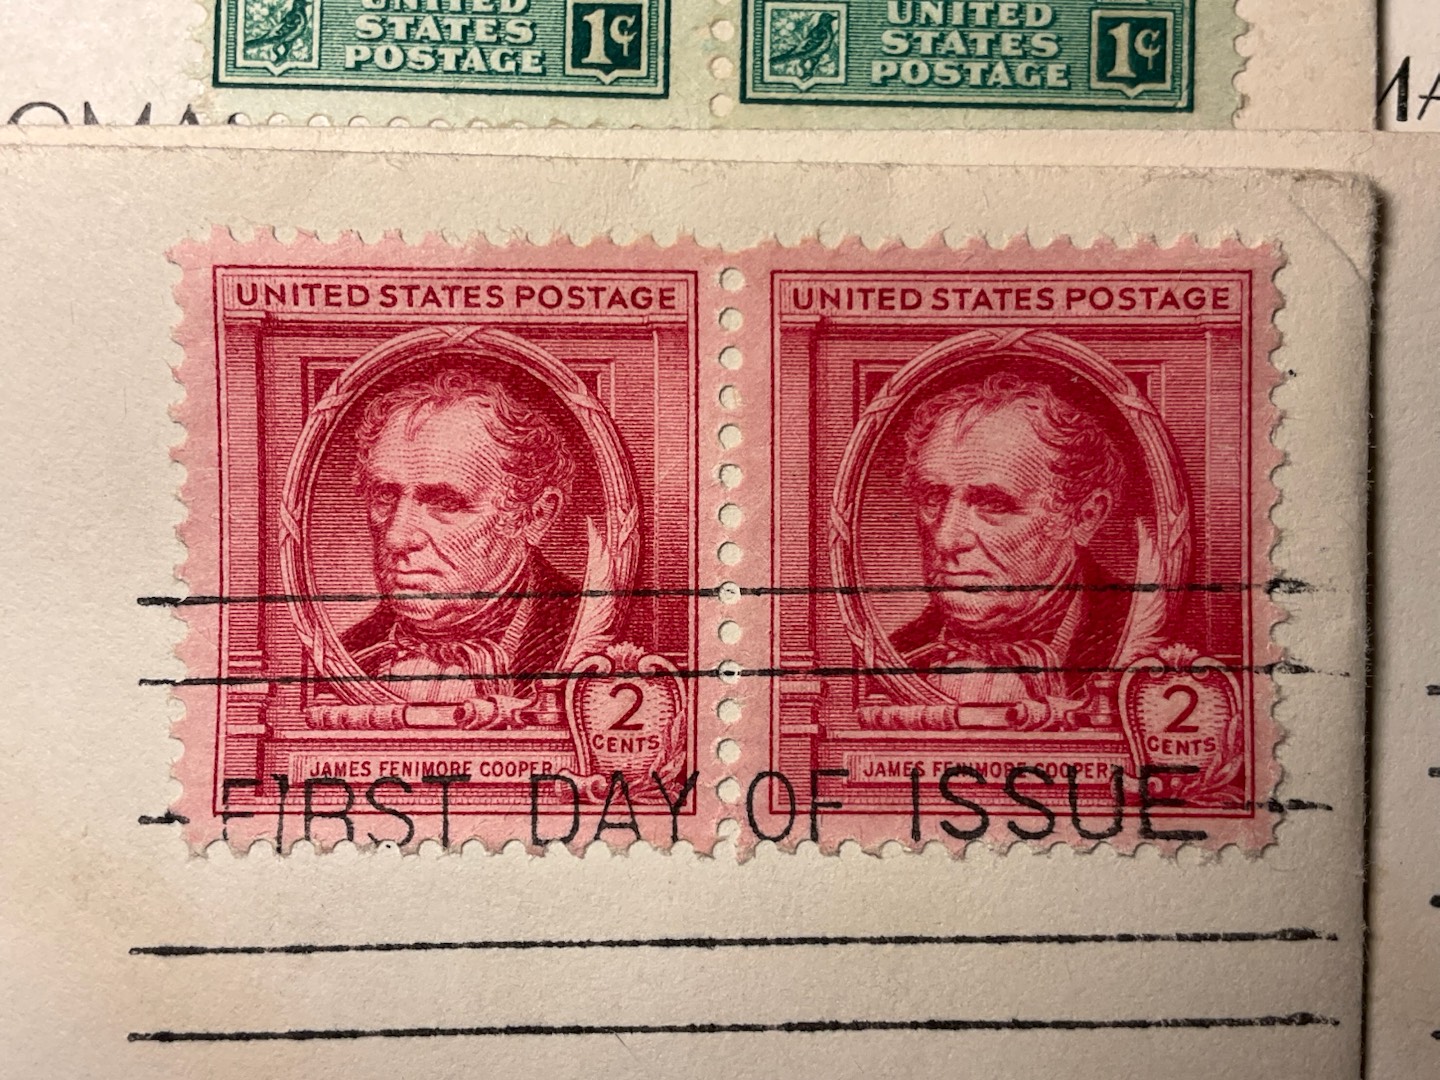 UNITED
STATES
POSTAGE
1¢
UNITED
STATES
POSTAGE
1¢
UNITED STATES POSTAGE
2
CENTS
JAMES FENIMORE COOPER
UNITED STATES POSTAGE
2
CENTS
JAMES FENIMORE COOPER
FIRST DAY OF ISSUE